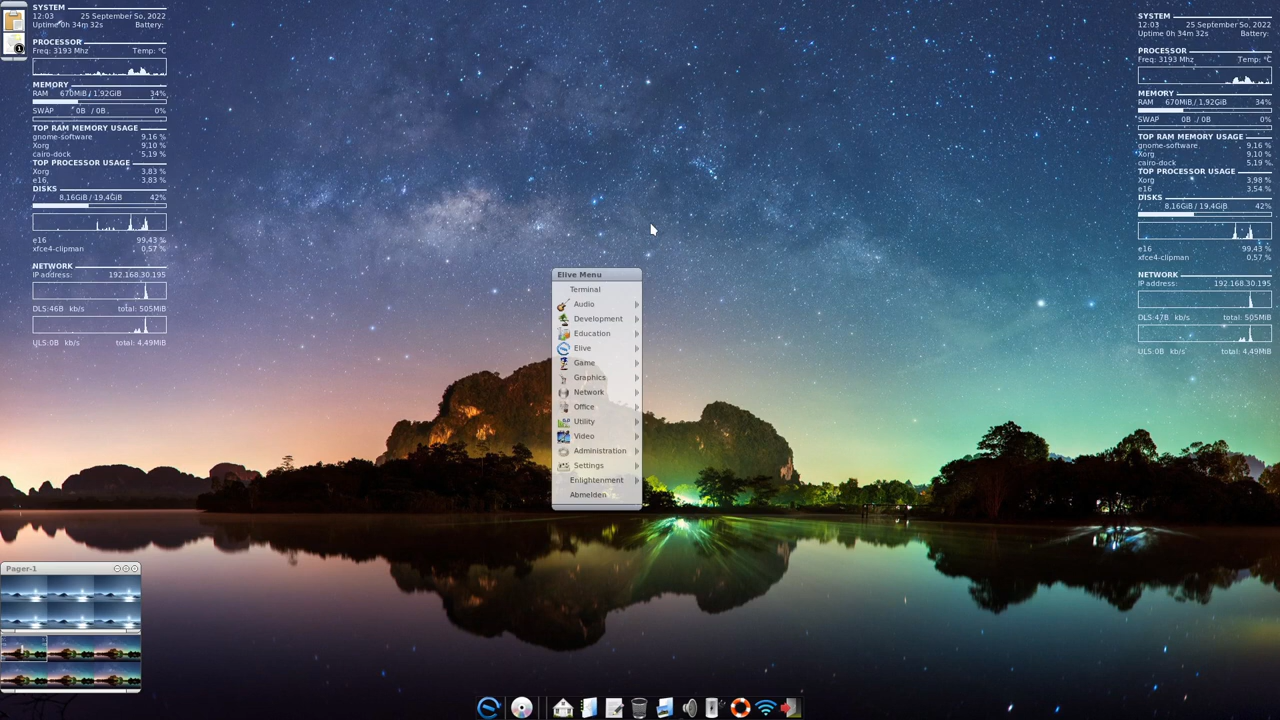 SYSTEM
12:03 25 September So, 2022
Uptime 0h 34m 32s Battery:
PROCESSOR
Freq: 3193 Mhz Temp: °C
MEMORY
RAM 670MiB / 1,92GiB 34%
SWAP 0B / 0B 0%
TOP RAM MEMORY USAGE
gnome-software 9,16 %
Xorg 9,10 %
cairo-dock 5,19 %
TOP PROCESSOR USAGE
Xorg 3,83 %
e16 3,83 %
DISKS
/ 8,16GiB / 19,4GiB 42%
e16 99,43 %
xfce4-clipman 0,57 %
NETWORK
IP address: 192.168.30.195
DLS:46B kb/s total: 505MiB
ULS:0B kb/s total: 4,49MiB
Elive Menu
Terminal
Audio
Development
Education
Elive
Game
Graphics
Network
Office
Utility
Video
Administration
Settings
Enlightenment
Abmelden
SYSTEM
12:03 25 September So, 2022
Uptime 0h 34m 32s Battery:
PROCESSOR
Freq: 3193 Mhz Temp: °C
MEMORY
RAM 670MiB / 1,92GiB 34%
SWAP 0B / 0B 0%
TOP RAM MEMORY USAGE
gnome-software 9,16 %
Xorg 9,10 %
cairo-dock 5,19 %
TOP PROCESSOR USAGE
Xorg 3,98 %
e16 3,54 %
DISKS
/ 8,16GiB / 19,4GiB 42%
e16 99,43 %
xfce4-clipman 0,57 %
NETWORK
IP address: 192.168.30.195
DLS:47B kb/s total: 505MiB
ULS:0B kb/s total: 4,49MiB
Pager-1